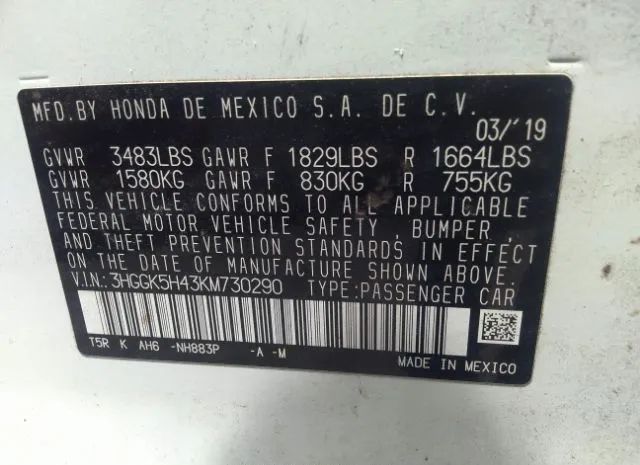 MFD.BY HONDA DE MEXICO S.A. DE C.V.
03/'19
GVWR 3483LBS GAWR F 1829LBS R 1664LBS
GVWR 1580KG GAWR F 830KG R 755KG
THIS VEHICLE CONFORMS TO ALL APPLICABLE
FEDERAL MOTOR VEHICLE SAFETY, BUMPER,
AND THEFT PREVENTION STANDARDS IN EFFECT
ON THE DATE OF MANUFACTURE SHOWN ABOVE.
V.I.N.: 3HGGK5H43KM730290 TYPE:PASSENGER CAR
T5R K AH6 -NH883P -A -M
MADE IN MEXICO